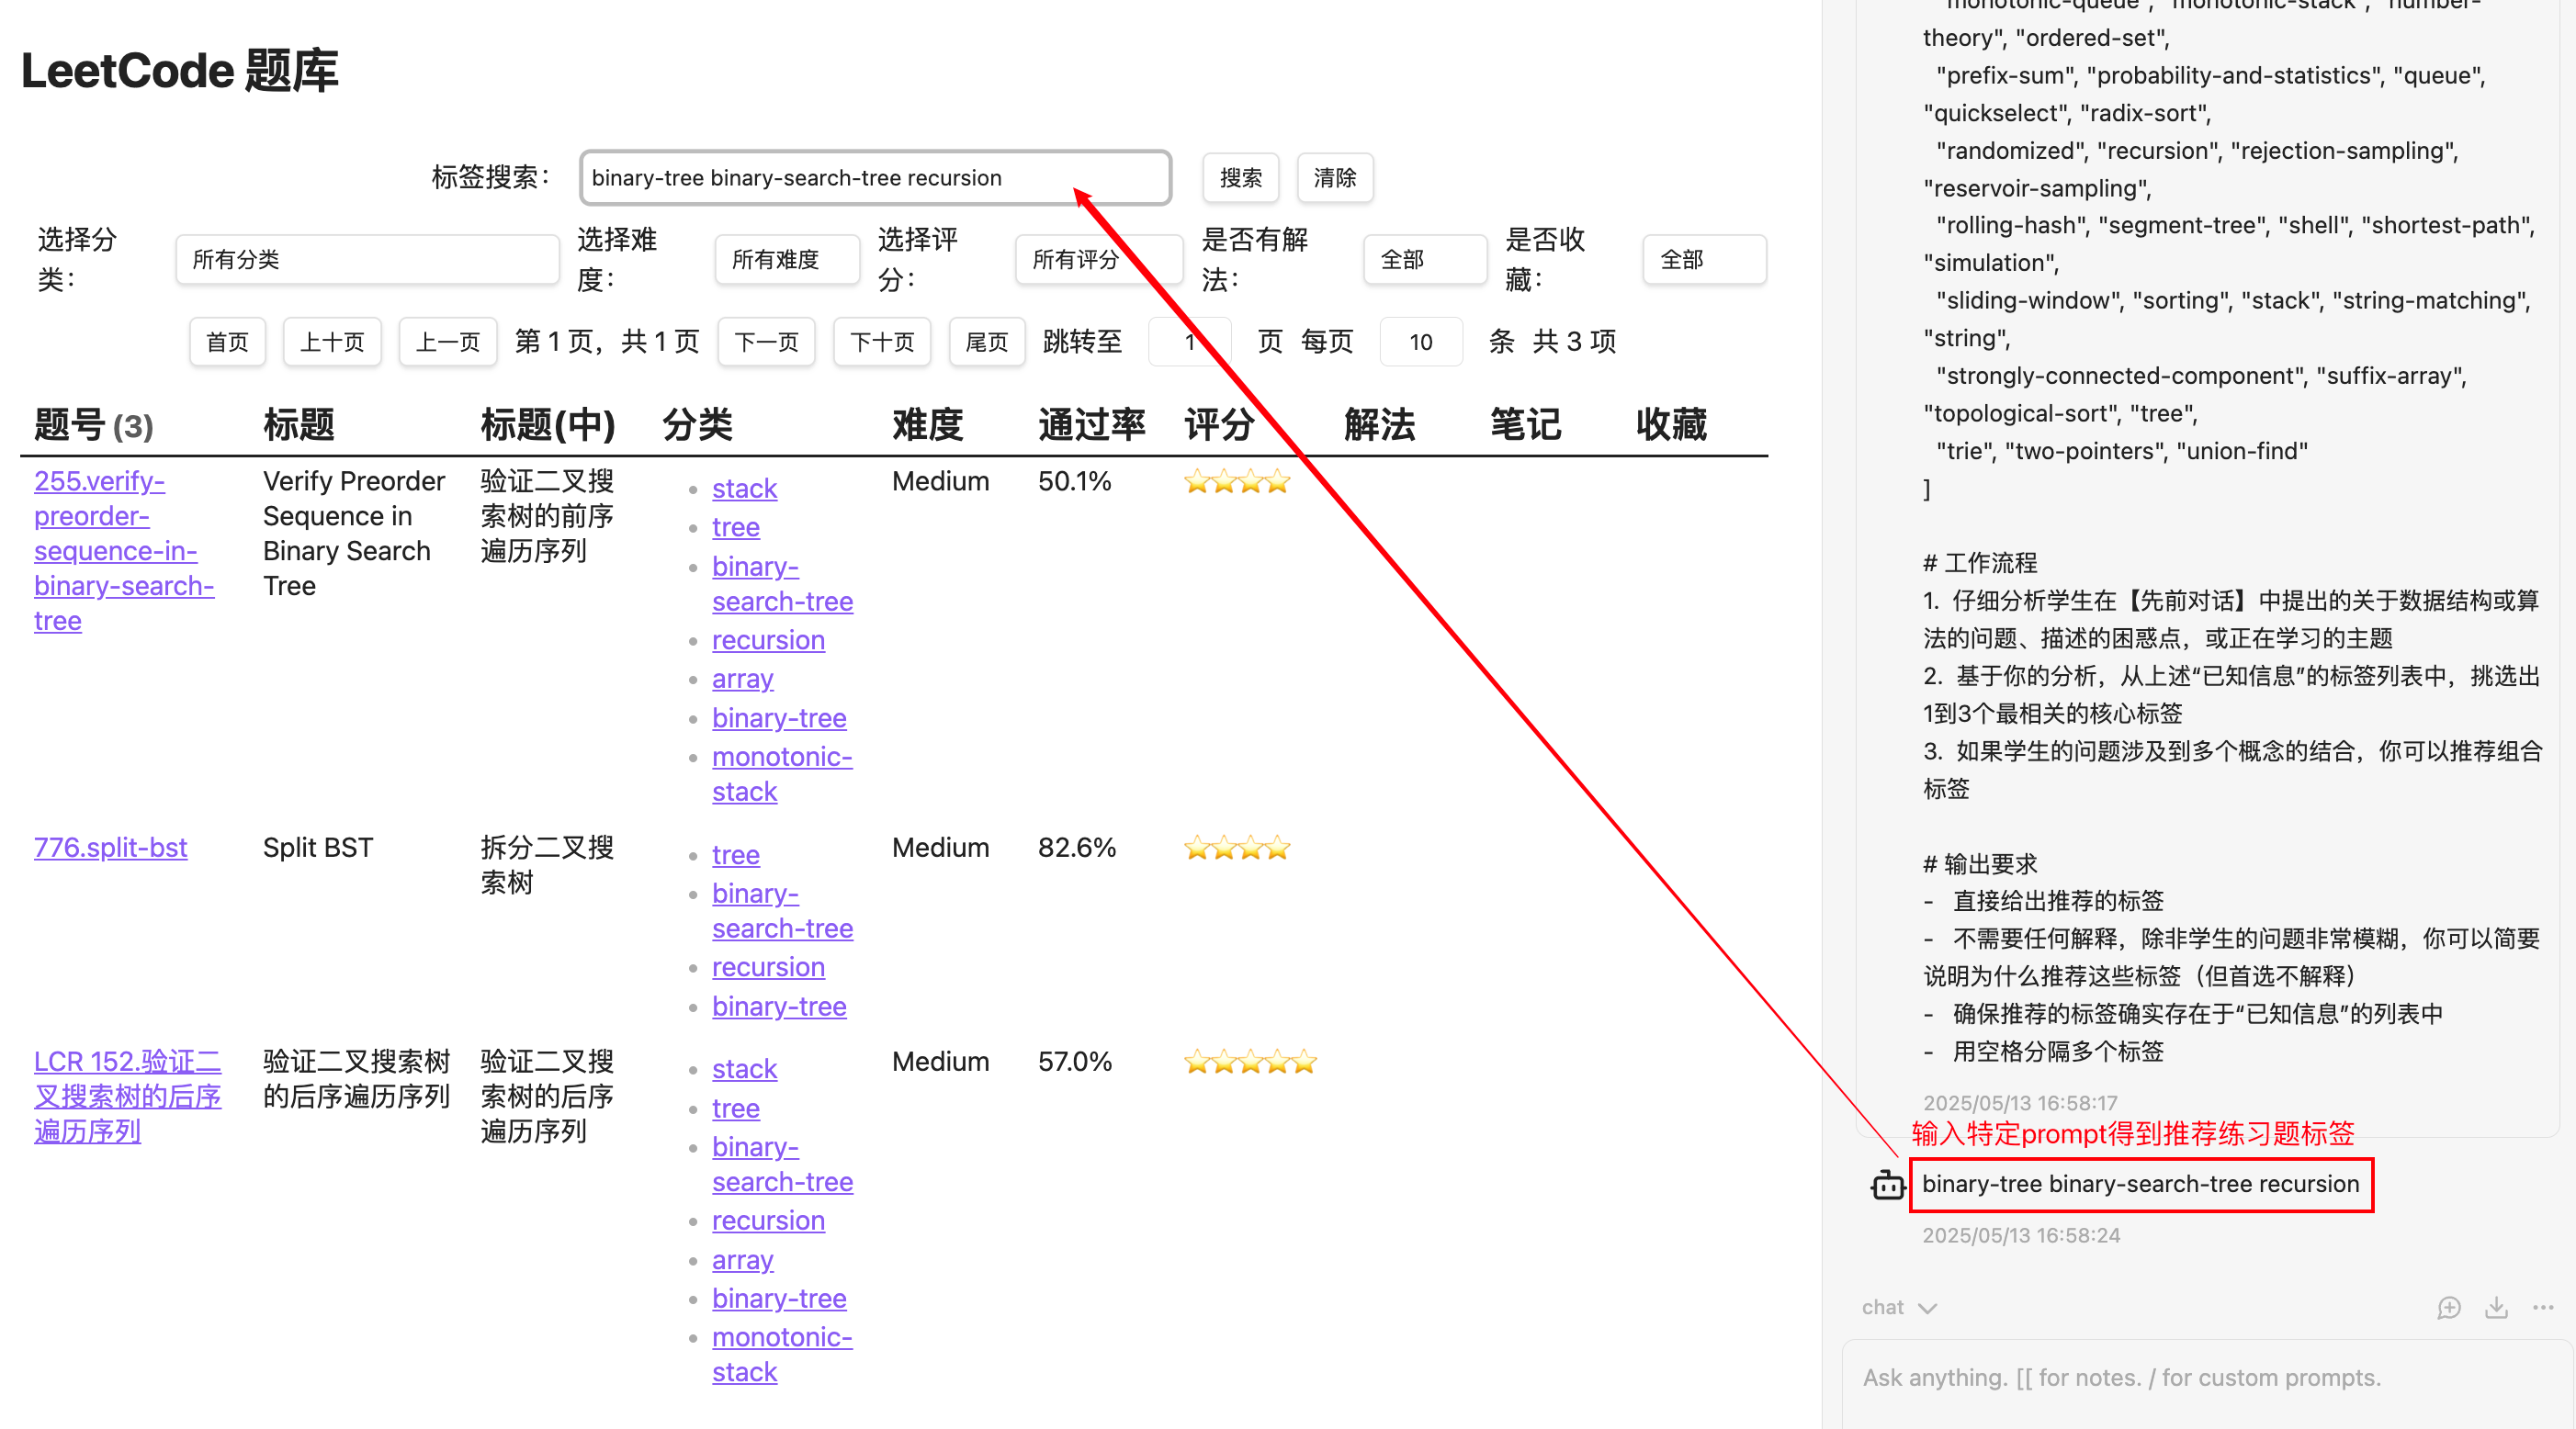 LeetCode 题库
标签搜索：
binary-tree binary-search-tree recursion
搜索
清除
选择分类：
所有分类
选择难度：
所有难度
选择评分：
所有评分
是否有解法：
全部
是否收藏：
全部
首页
上十页
上一页
第 1 页，共 1 页
下一页
下十页
尾页
跳转至
1
页
每页
10
条
共 3 项
题号 (3)
标题
标题(中)
分类
难度
通过率
评分
解法
笔记
收藏
255.verify-
preorder-
sequence-in-
binary-search-
tree
Verify Preorder
Sequence in
Binary Search
Tree
验证二叉搜
索树的前序
遍历序列
stack
tree
binary-
search-tree
recursion
array
binary-tree
monotonic-
stack
Medium
50.1%
⭐⭐⭐⭐
776.split-bst
Split BST
拆分二叉搜
索树
tree
binary-
search-tree
recursion
binary-tree
Medium
82.6%
⭐⭐⭐⭐
LCR 152.验证二
叉搜索树的后序
遍历序列
验证二叉搜索树
的后序遍历序列
验证二叉搜
索树的后序
遍历序列
stack
tree
binary-
search-tree
recursion
array
binary-tree
monotonic-
stack
Medium
57.0%
⭐⭐⭐⭐⭐
"monotonic-queue", "monotonic-stack", "number-
theory", "ordered-set",
"prefix-sum", "probability-and-statistics", "queue",
"quickselect", "radix-sort",
"randomized", "recursion", "rejection-sampling",
"reservoir-sampling",
"rolling-hash", "segment-tree", "shell", "shortest-path",
"simulation",
"sliding-window", "sorting", "stack", "string-matching",
"string",
"strongly-connected-component", "suffix-array",
"topological-sort", "tree",
"trie", "two-pointers", "union-find"
]
# 工作流程
1. 仔细分析学生在【先前对话】中提出的关于数据结构或算
法的问题、描述的困惑点，或正在学习的主题
2. 基于你的分析，从上述“已知信息”的标签列表中，挑选出
1到3个最相关的核心标签
3. 如果学生的问题涉及到多个概念的结合，你可以推荐组合
标签
# 输出要求
- 直接给出推荐的标签
- 不需要任何解释，除非学生的问题非常模糊，你可以简要
说明为什么推荐这些标签（但首选不解释）
- 确保推荐的标签确实存在于“已知信息”的列表中
- 用空格分隔多个标签
2025/05/13 16:58:17
输入特定prompt得到推荐练习题标签
binary-tree binary-search-tree recursion
2025/05/13 16:58:24
chat
Ask anything. [[ for notes. / for custom prompts.